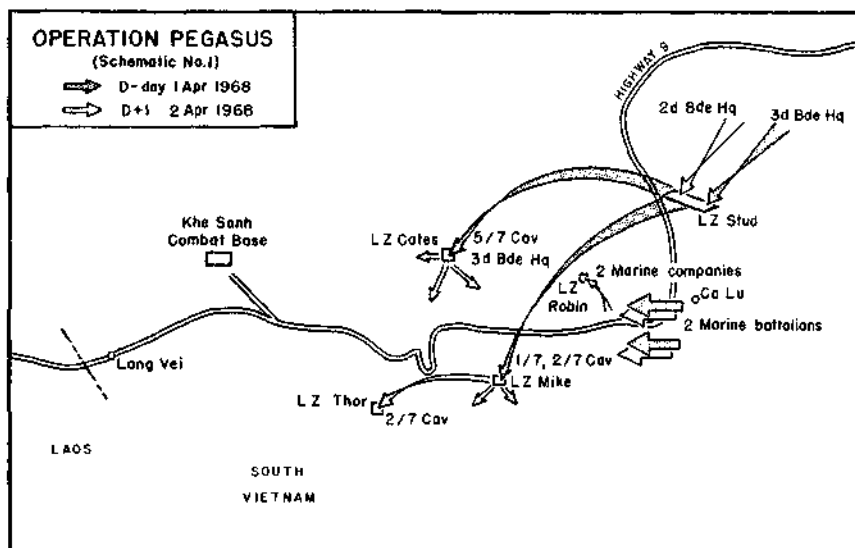 OPERATION PEGASUS
(Schematic No.1)
D-day 1 Apr 1968
D+1 2 Apr 1968
HIGHWAY 9
2d Bde Hq
3d Bde Hq
LZ Stud
Khe Sanh
Combat Base
LZ Cates
5/7 Cav
3d Bde Hq
2 Marine companies
LZ
Robin
Ca Lu
2 Marine battalions
Lang Vei
1/7, 2/7 Cav
LZ Mike
LZ Thor
2/7 Cav
LAOS
SOUTH
VIETNAM